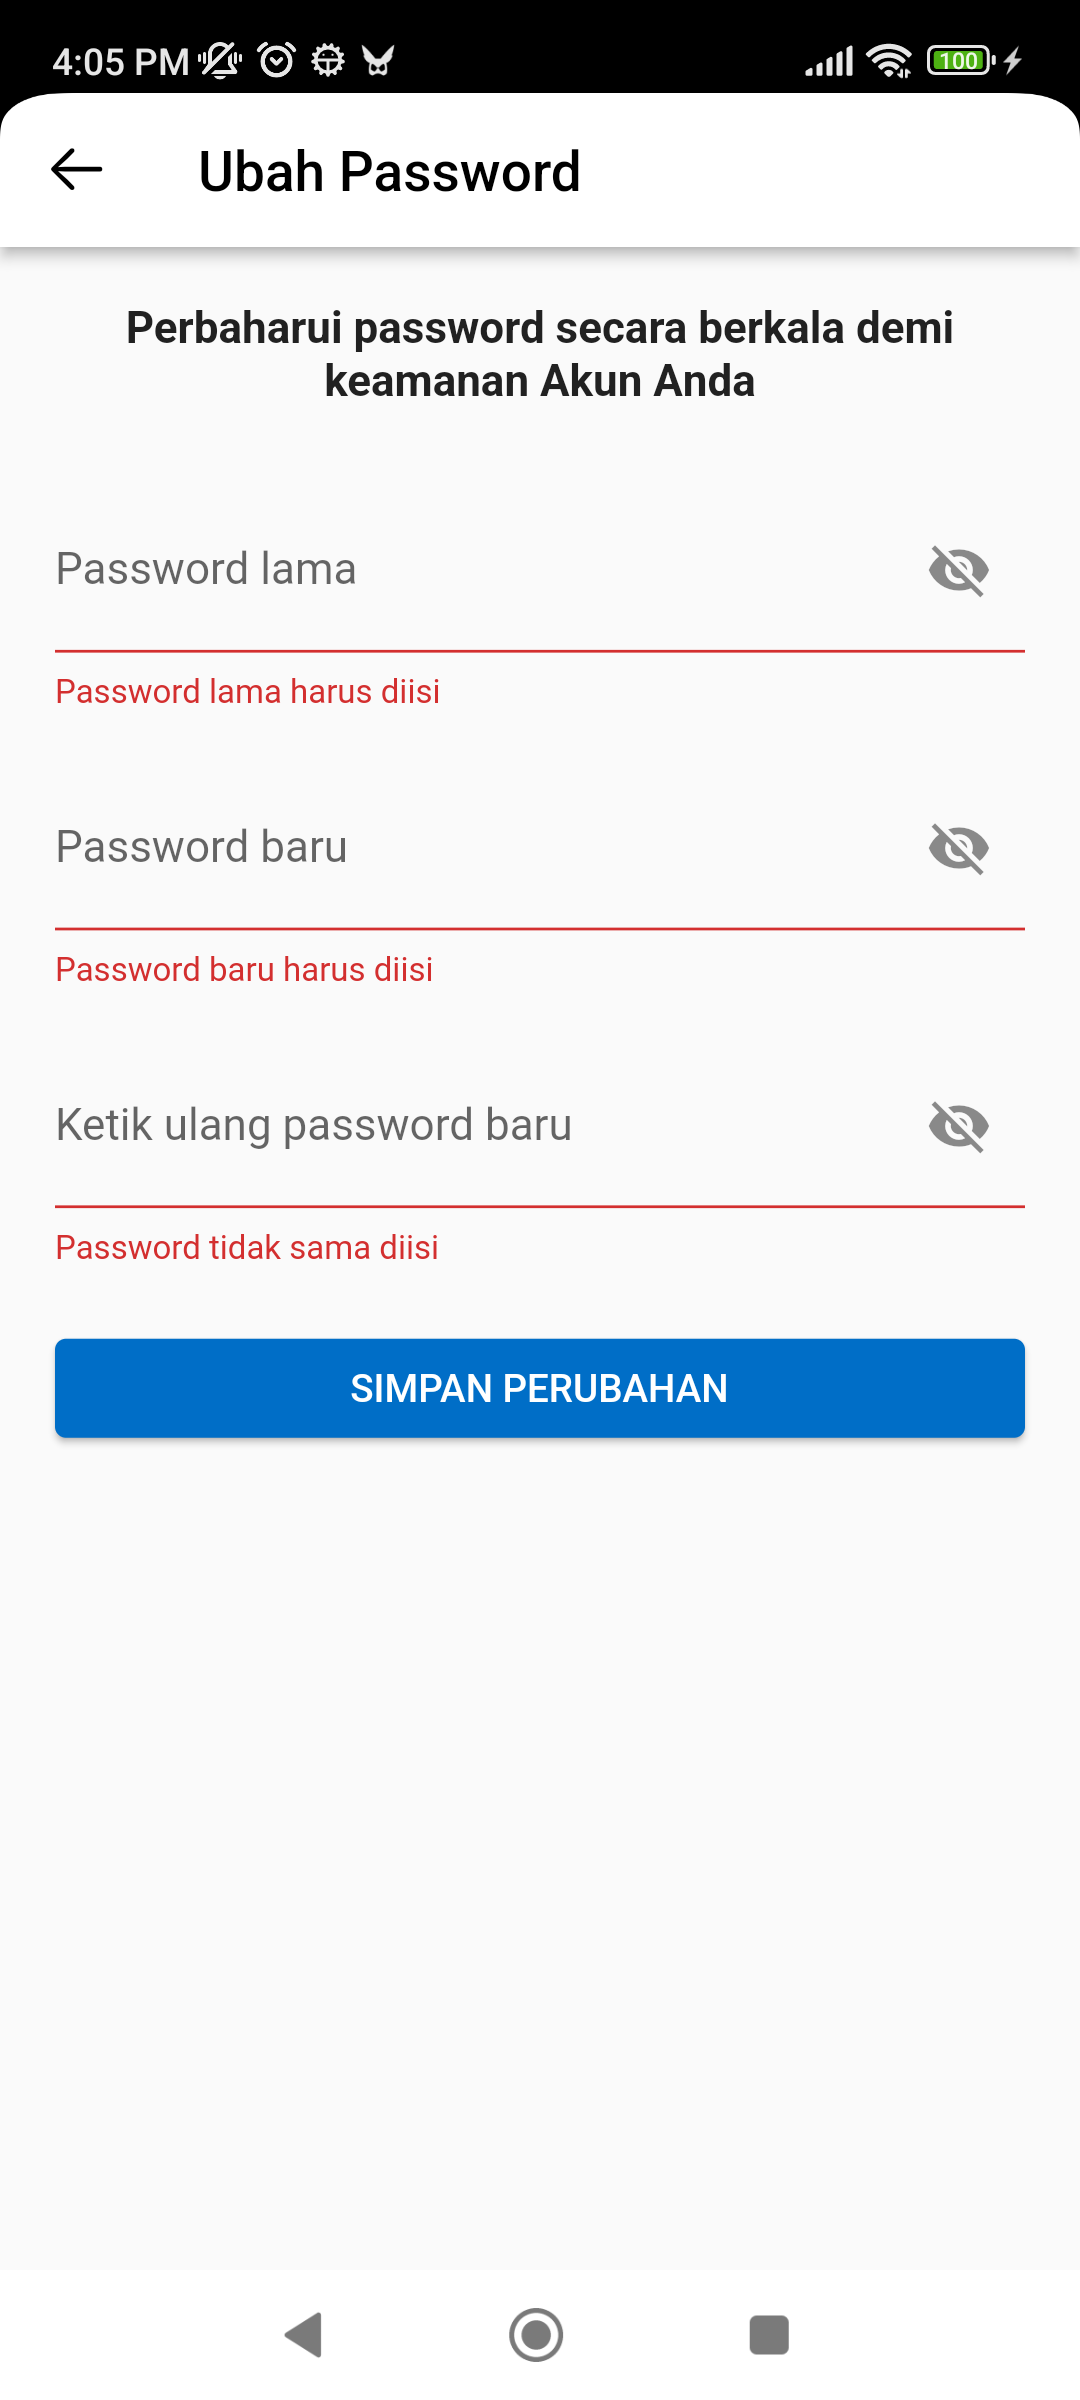 4:05 PM
100
Ubah Password
Perbaharui password secara berkala demi
keamanan Akun Anda
Password lama
Password lama harus diisi
Password baru
Password baru harus diisi
Ketik ulang password baru
Password tidak sama diisi
SIMPAN PERUBAHAN